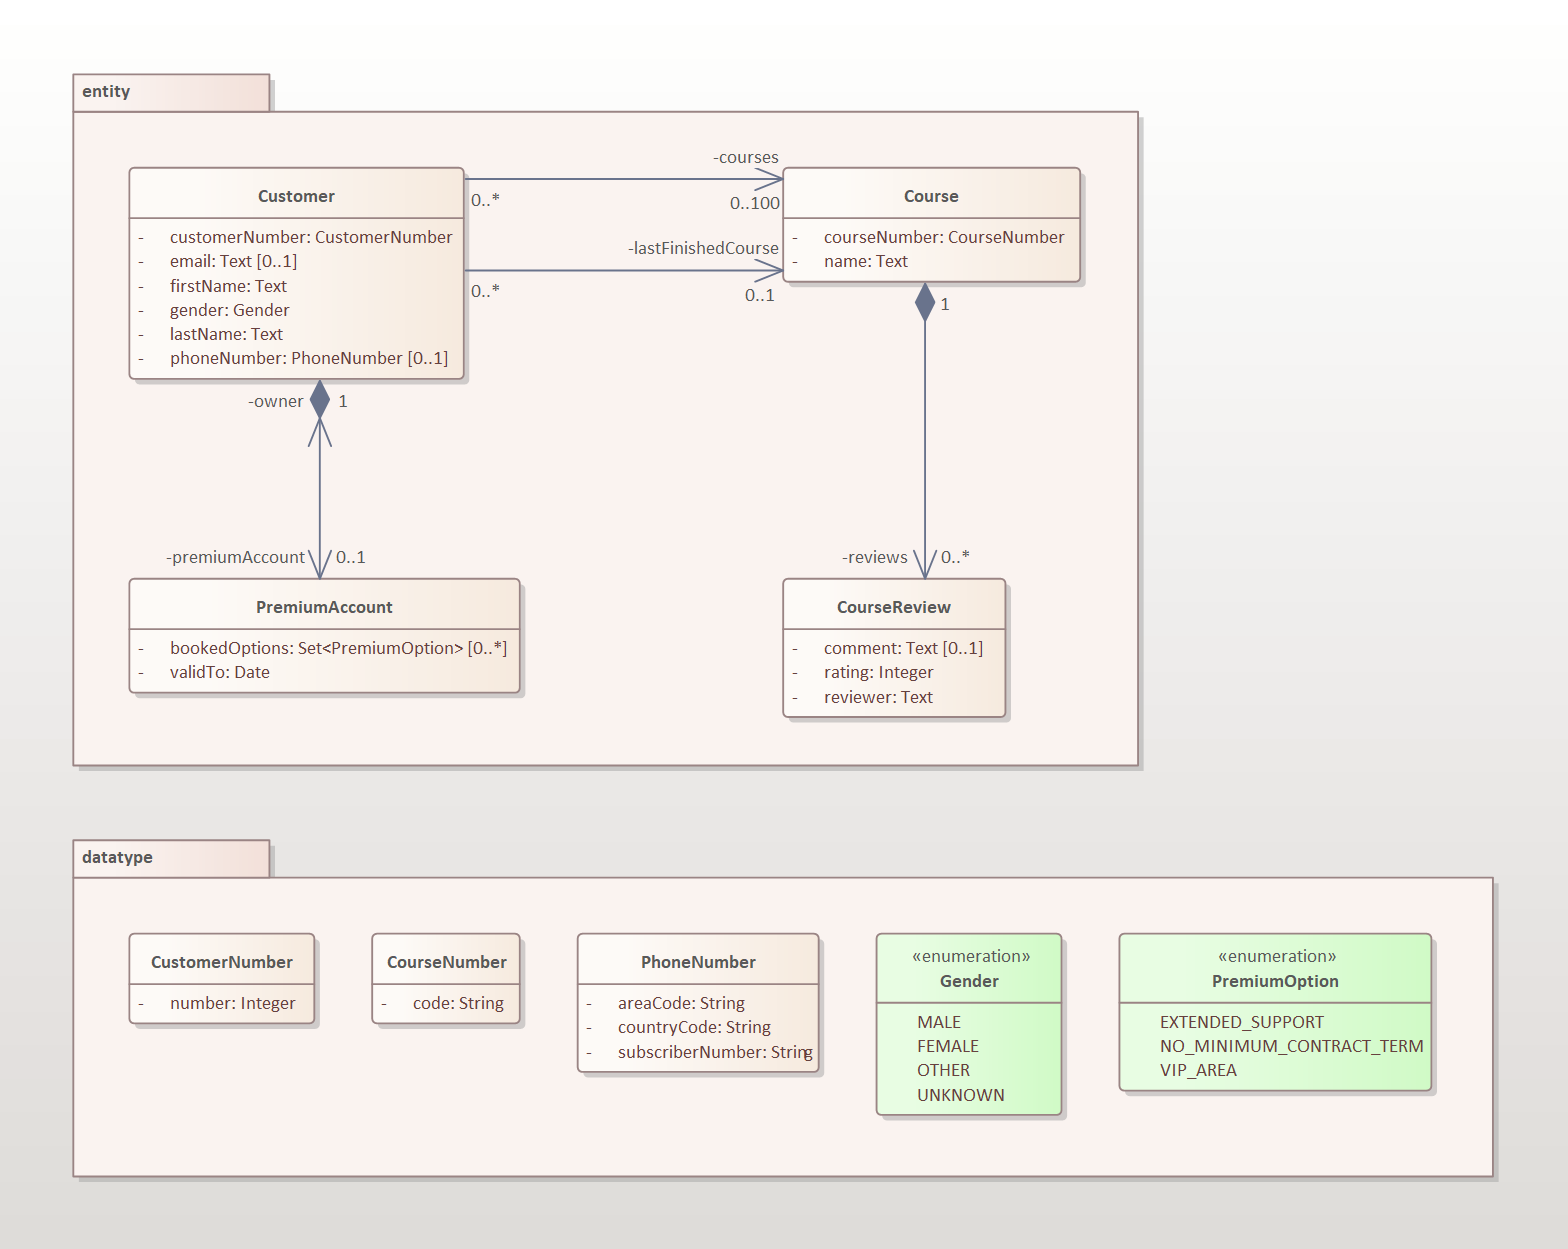 entity
-courses
Customer
0..*
0..100
Course
- customerNumber: CustomerNumber
- email: Text [0..1]
- firstName: Text
- gender: Gender
- lastName: Text
- phoneNumber: PhoneNumber [0..1]
-lastFinishedCourse
0..*
0..1
- courseNumber: CourseNumber
- name: Text
1
-owner
1
-premiumAccount
0..1
-reviews
0..*
PremiumAccount
- bookedOptions: Set<PremiumOption> [0..*]
- validTo: Date
CourseReview
- comment: Text [0..1]
- rating: Integer
- reviewer: Text
datatype
CustomerNumber
- number: Integer
CourseNumber
- code: String
PhoneNumber
- areaCode: String
- countryCode: String
- subscriberNumber: String
«enumeration»
Gender
MALE
FEMALE
OTHER
UNKNOWN
«enumeration»
PremiumOption
EXTENDED_SUPPORT
NO_MINIMUM_CONTRACT_TERM
VIP_AREA